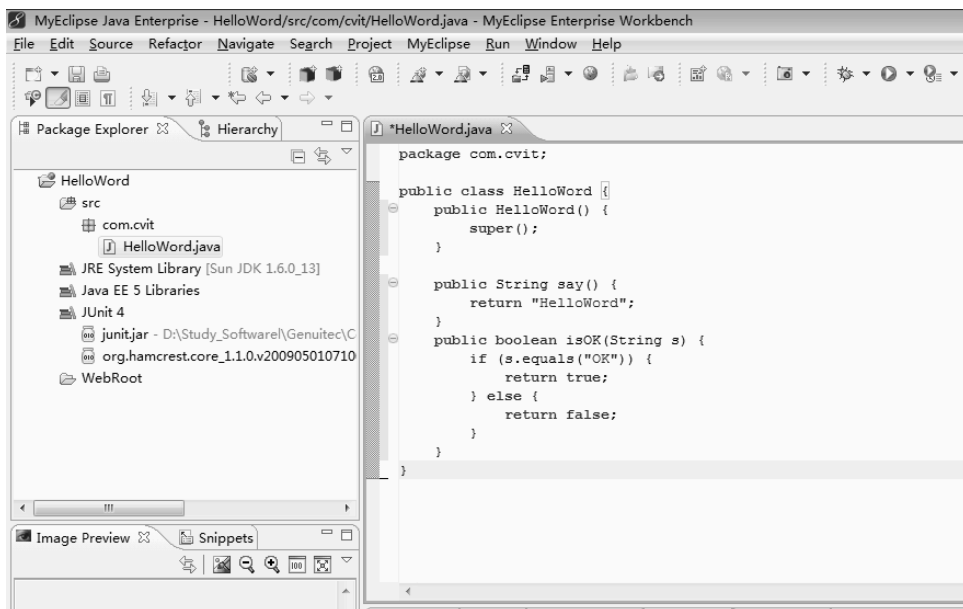 MyEclipse Java Enterprise - HelloWord/src/com/cvit/HelloWord.java - MyEclipse Enterprise Workbench
File Edit Source Refactor Navigate Search Project MyEclipse Run Window Help
Package Explorer Hierarchy
HelloWord
src
com.cvit
HelloWord.java
JRE System Library [Sun JDK 1.6.0_13]
Java EE 5 Libraries
JUnit 4
junit.jar - D:\Study_Softwarel\Genuitec\C
org.hamcrest.core_1.1.0.v200905010710
WebRoot
Image Preview Snippets
*HelloWord.java
package com.cvit;
public class HelloWord {
public HelloWord() {
super();
}
public String say() {
return "HelloWord";
}
public boolean isOK(String s) {
if (s.equals("OK")) {
return true;
} else {
return false;
}
}
}